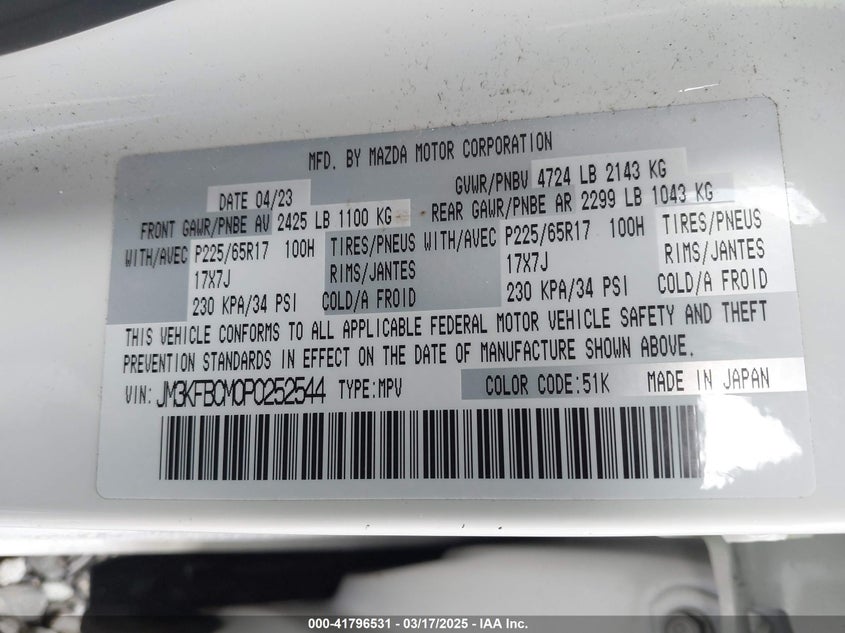 MFD. BY MAZDA MOTOR CORPORATION
DATE 04/23 GVWR/PNBV 4724 LB 2143 KG
FRONT GAWR/PNBE AV 2425 LB 1100 KG REAR GAWR/PNBE AR 2299 LB 1043 KG
WITH/AVEC P225/65R17 100H TIRES/PNEUS WITH/AVEC P225/65R17 100H TIRES/PNEUS
17X7J RIMS/JANTES 17X7J RIMS/JANTES
230 KPA/34 PSI COLD/A FROID 230 KPA/34 PSI COLD/A FROID
THIS VEHICLE CONFORMS TO ALL APPLICABLE FEDERAL MOTOR VEHICLE SAFETY AND THEFT
PREVENTION STANDARDS IN EFFECT ON THE DATE OF MANUFACTURE SHOWN ABOVE.
VIN: JM3KFBCM0P0252544 TYPE:MPV COLOR CODE:51K MADE IN JAPAN
000-41796531 - 03/17/2025 - IAA Inc.